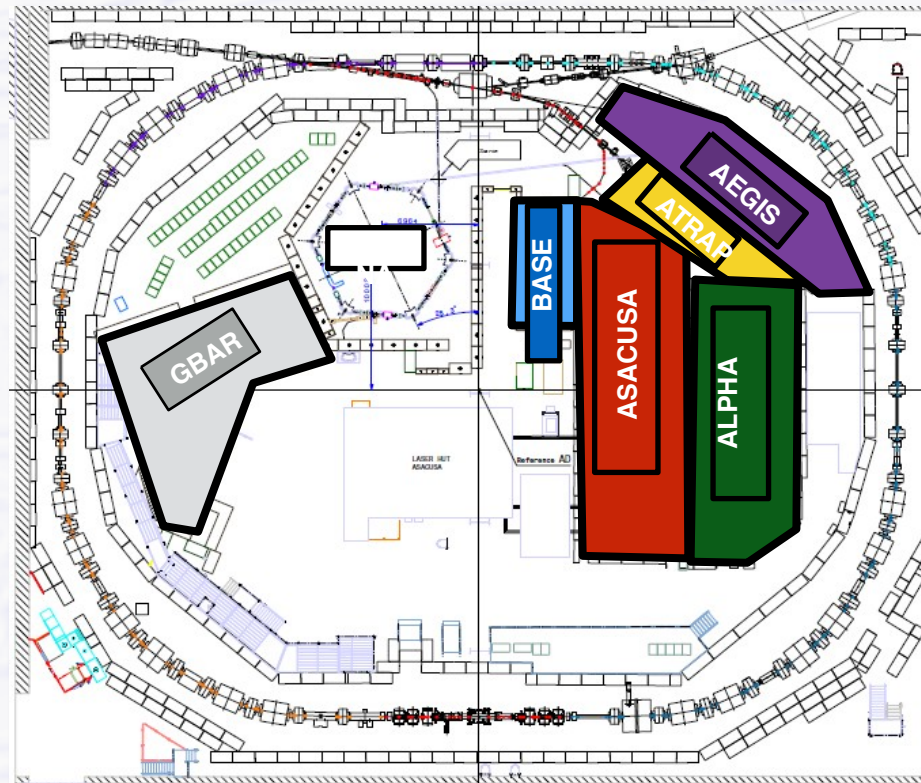 AEGIS
ATRAP
BASE
ASACUSA
ALPHA
GBAR
LASER HUT
ASACUSA
Reference AD